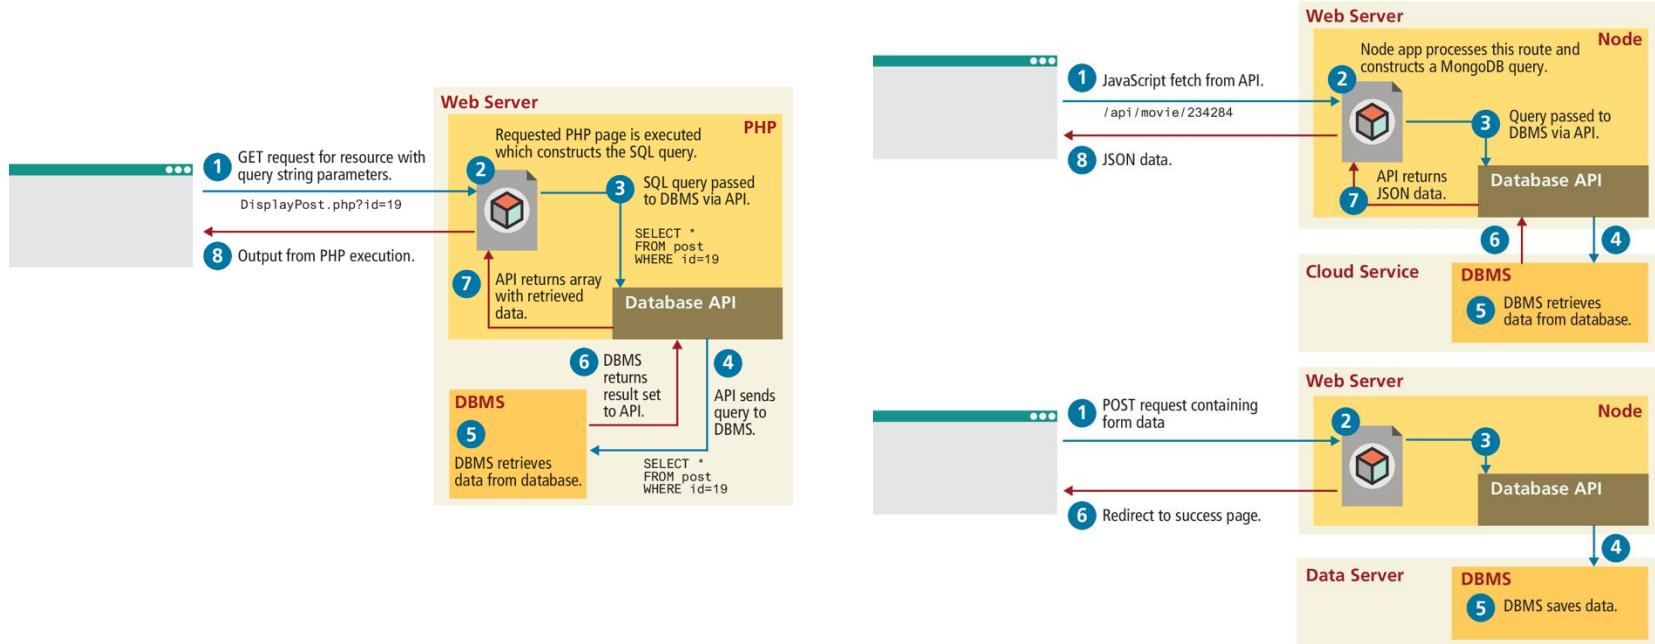 Web Server
PHP
Requested PHP page is executed
which constructs the SQL query.
1
GET request for resource with
query string parameters.
DisplayPost.php?id=19
2
3
SQL query passed
to DBMS via API.
SELECT *
FROM post
WHERE id=19
8
Output from PHP execution.
7
API returns array
with retrieved
data.
Database API
6
DBMS
returns
result set
to API.
4
API sends
query to
DBMS.
DBMS
5
DBMS retrieves
data from database.
SELECT *
FROM post
WHERE id=19
Web Server
Node
Node app processes this route and
constructs a MongoDB query.
1
JavaScript fetch from API.
/api/movie/234284
2
3
Query passed to
DBMS via API.
8
JSON data.
7
API returns
JSON data.
Database API
6
4
Cloud Service
DBMS
5
DBMS retrieves
data from database.
Web Server
Node
1
POST request containing
form data
2
3
Database API
6
Redirect to success page.
4
Data Server
DBMS
5
DBMS saves data.